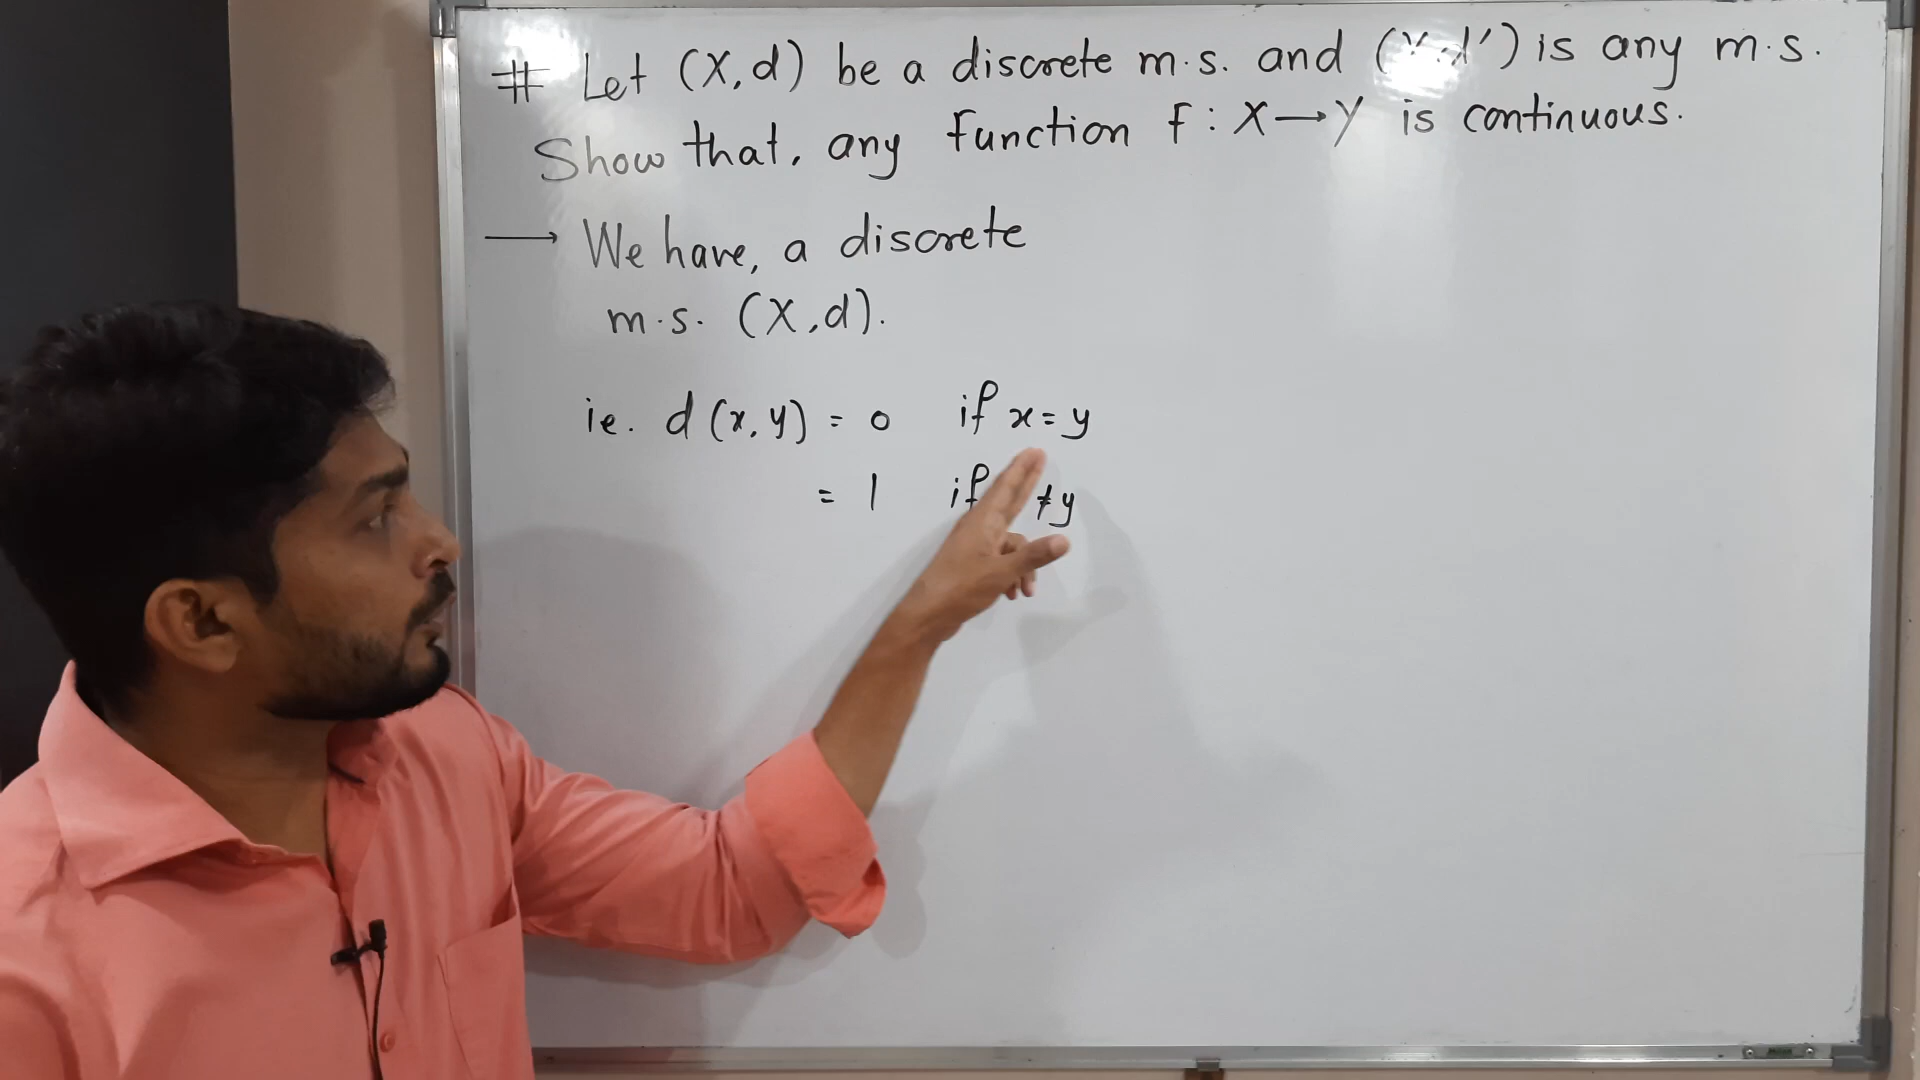 # Let (X,d) be a discrete m.s. and (Y,d') is any m.s.
Show that, any function f : X→Y is continuous.
→ We have, a discrete
m.s. (X,d).
ie. d(x,y) = 0 if x=y
= 1 if ≠y